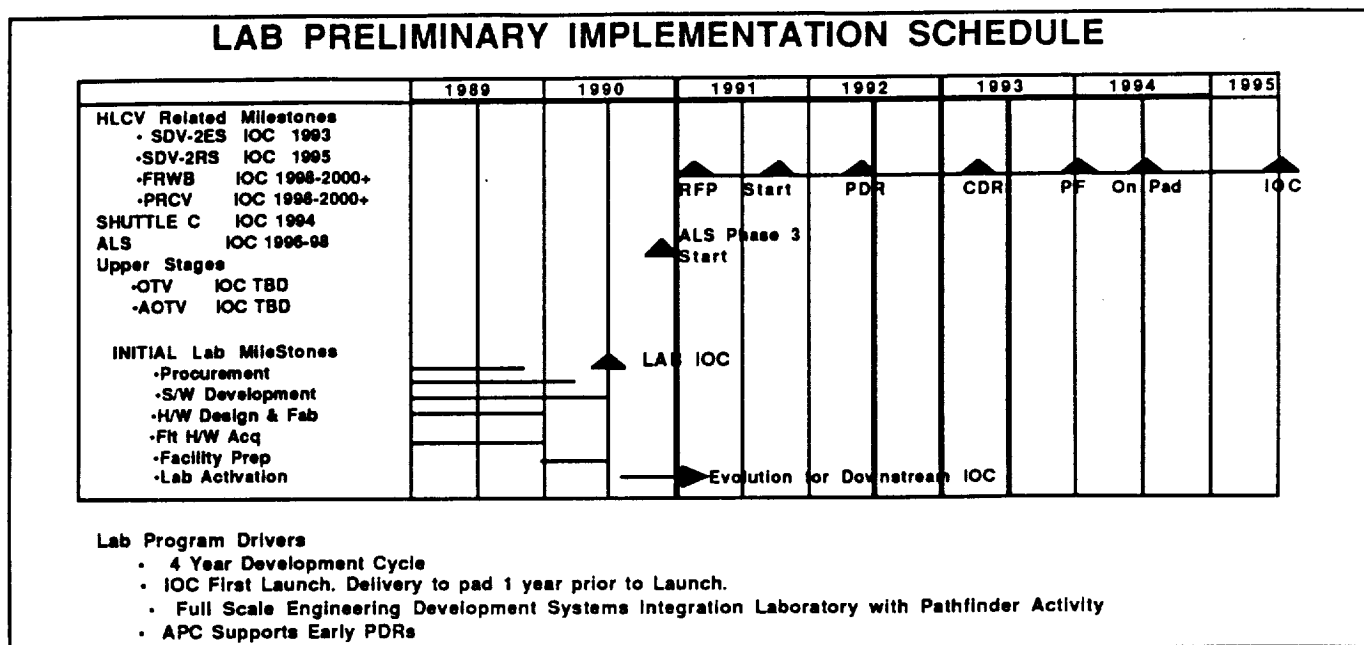 LAB PRELIMINARY IMPLEMENTATION SCHEDULE
1989 1990 1991 1992 1993 1994 1995
HLCV Related Milestones
• SDV-2ES IOC 1993
•SDV-2RS IOC 1995
•FRWB IOC 1998-2000+
•PRCV IOC 1998-2000+
RFP Start PDR CDR PF On Pad IOC
SHUTTLE C IOC 1994
ALS IOC 1996-98
ALS Phase 3
Start
Upper Stages
•OTV IOC TBD
•AOTV IOC TBD
INITIAL Lab MileStones
LAB IOC
•Procurement
•S/W Development
•H/W Design & Fab
•Flt H/W Acq
•Facility Prep
•Lab Activation
Evolution for Downstream IOC
Lab Program Drivers
• 4 Year Development Cycle
• IOC First Launch. Delivery to pad 1 year prior to Launch.
• Full Scale Engineering Development Systems Integration Laboratory with Pathfinder Activity
• APC Supports Early PDRs